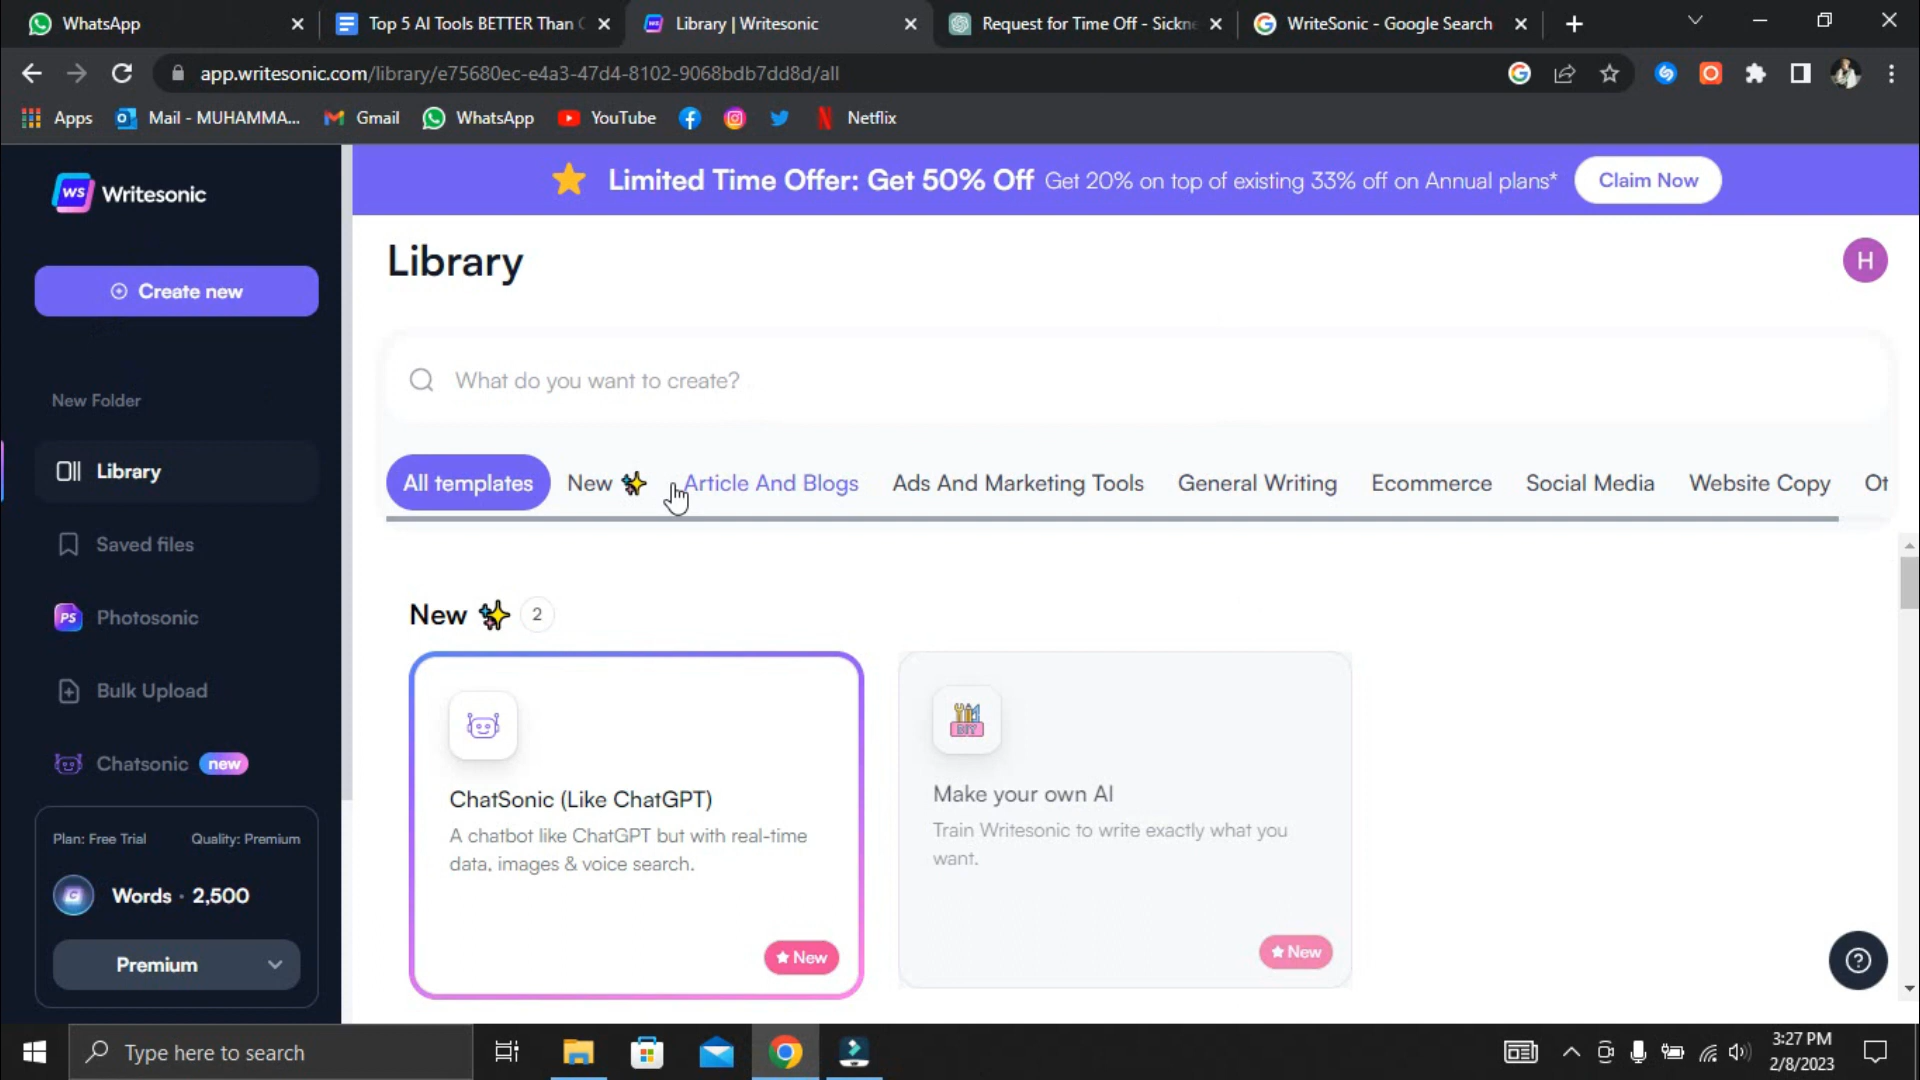 WhatsApp
Top 5 AI Tools BETTER Than
Library | Writesonic
Request for Time Off - Sickne
WriteSonic - Google Search
app.writesonic.com/library/e75680ec-e4a3-47d4-8102-9068bdb7dd8d/all
Apps
Mail - MUHAMMA...
Gmail
WhatsApp
YouTube
Netflix
WS Writesonic
Limited Time Offer: Get 50% Off Get 20% on top of existing 33% off on Annual plans*
Claim Now
Create new
Library
H
What do you want to create?
New Folder
Library
Saved files
PS Photosonic
Bulk Upload
Chatsonic new
All templates
New
Article And Blogs
Ads And Marketing Tools
General Writing
Ecommerce
Social Media
Website Copy
Ot
New 2
ChatSonic (Like ChatGPT)
A chatbot like ChatGPT but with real-time
data, images & voice search.
New
DIY
Make your own AI
Train Writesonic to write exactly what you
want.
New
Plan: Free Trial
Quality: Premium
G Words · 2,500
Premium
Type here to search
3:27 PM
2/8/2023